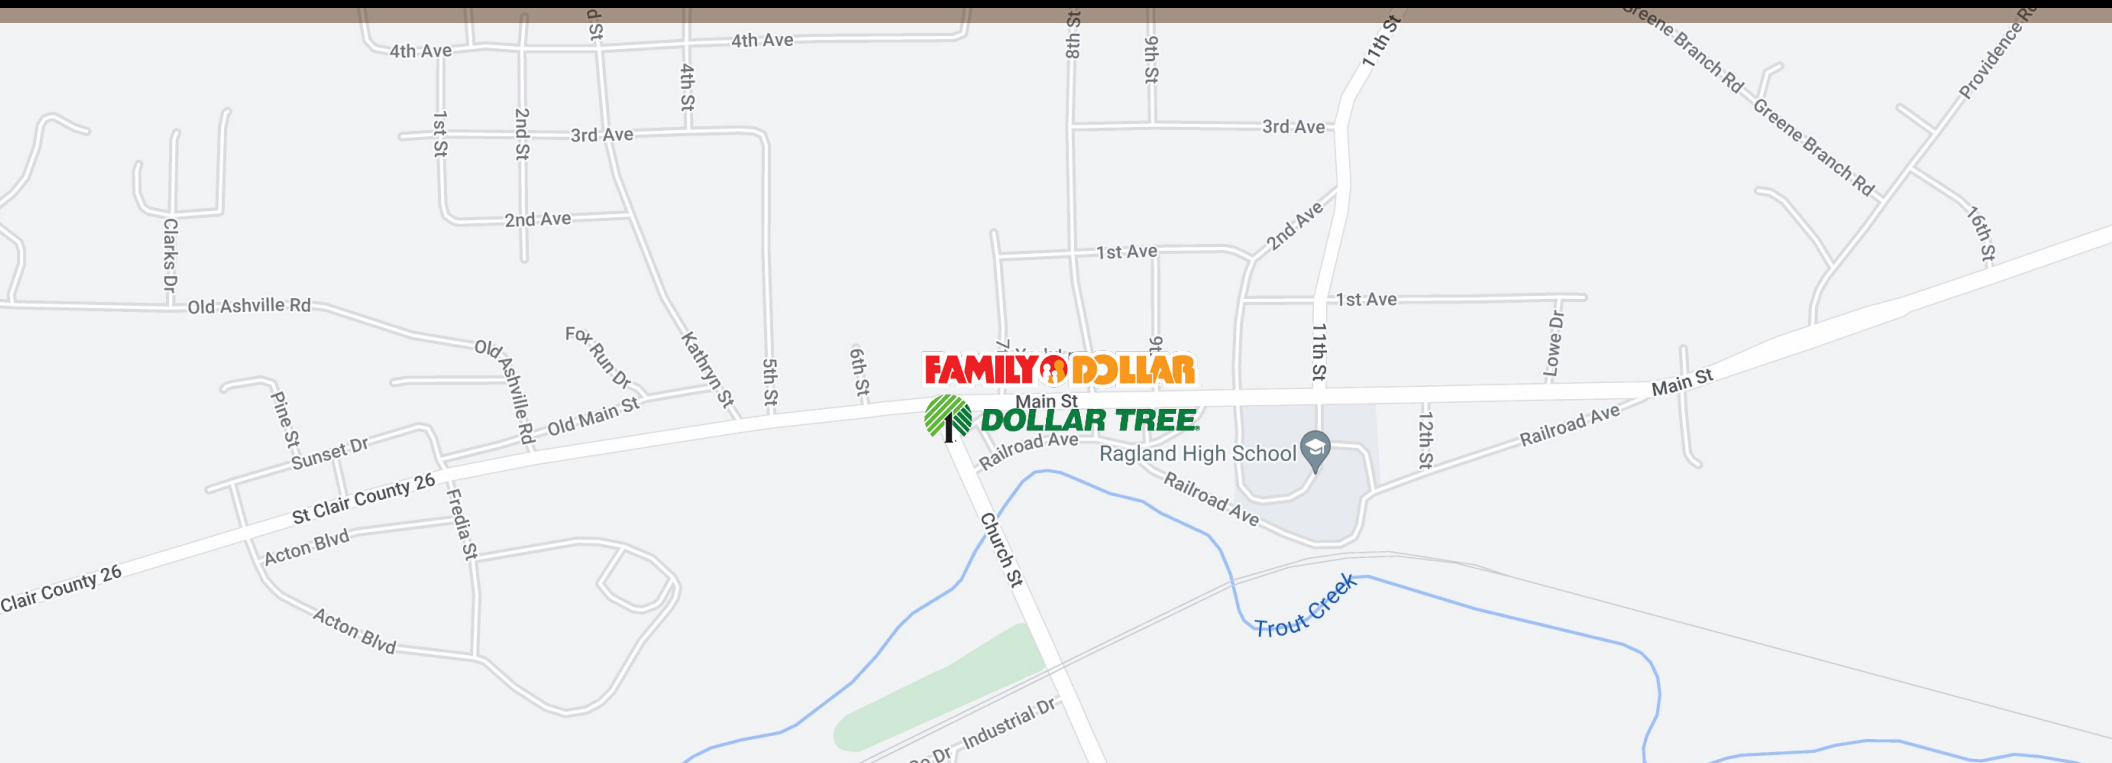 Greene Branch Rd
Providence Rd
11th St
8th St
9th St
4th Ave
4th Ave
4th St
1st St
2nd St
3rd Ave
3rd Ave
Greene Branch Rd
2nd Ave
2nd Ave
16th St
Clarks Dr
1st Ave
Old Ashville Rd
1st Ave
Fox Run Dr
Kathryn St
Old Ashville Rd
5th St
6th St
11th St
Lowe Dr
FAMILY DOLLAR
Main St
Main St
DOLLAR TREE
Pine St
Old Main St
Railroad Ave
Railroad Ave
12th St
Sunset Dr
Ragland High School
St Clair County 26
Railroad Ave
Fredia St
Acton Blvd
Church St
Clair County 26
Trout Creek
Acton Blvd
Industrial Dr